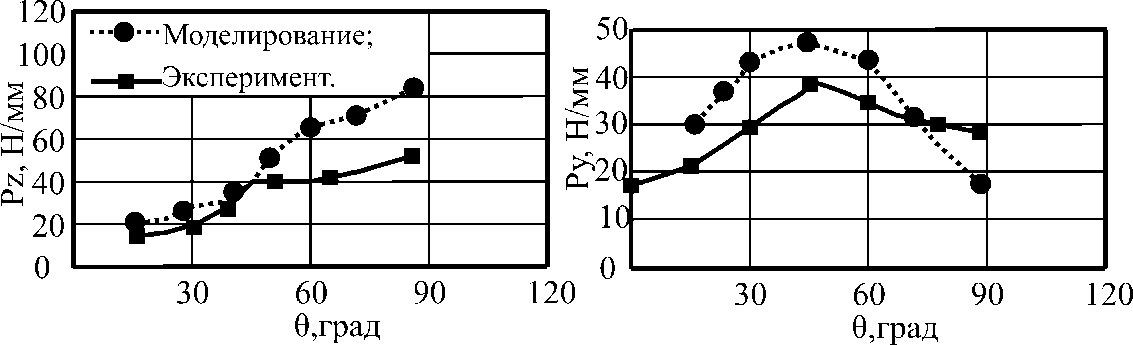 120
100
80
60
40
20
0
Pz, Н/мм
Моделирование;
Эксперимент.
30 60 90 120
θ,град
50
40
30
20
10
0
Py, Н/мм
30 60 90 120
θ,град